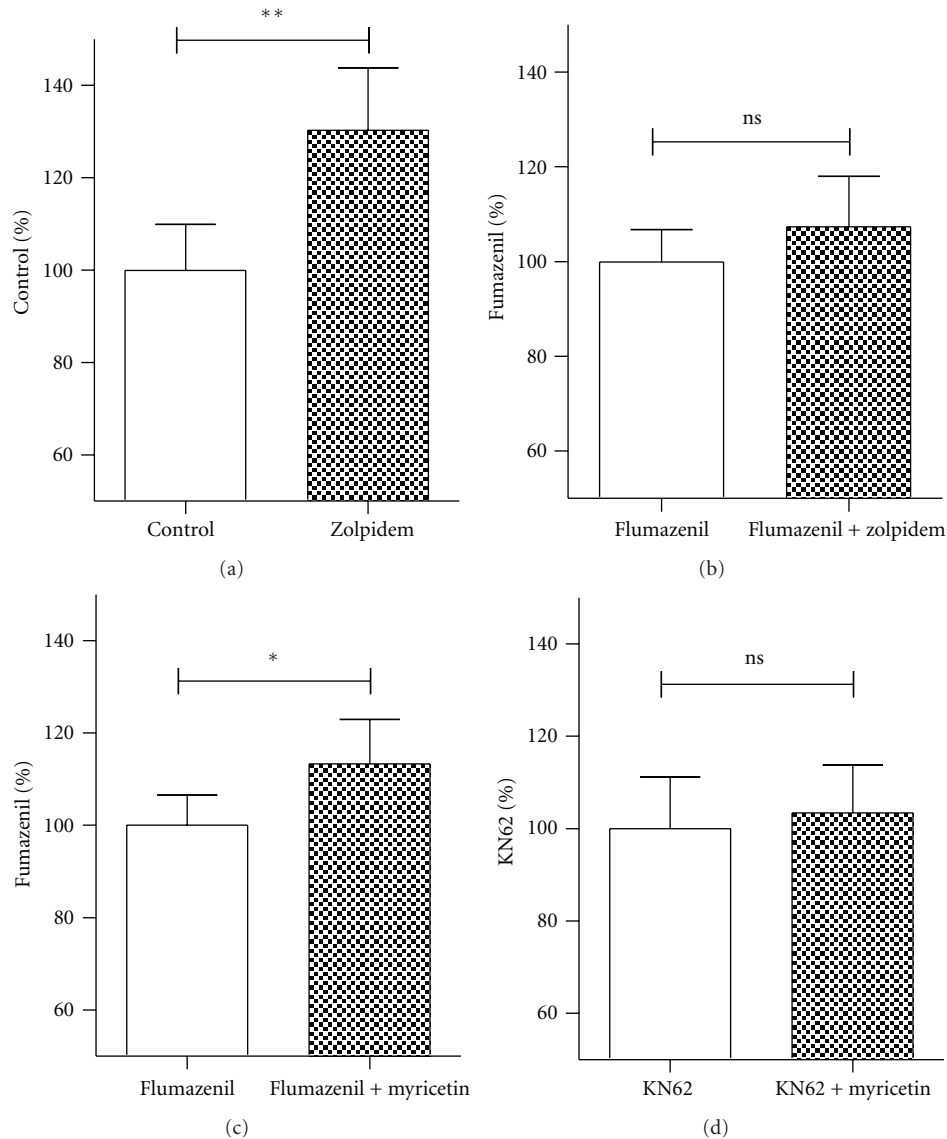 **
140
120
100
80
60
Control (%)
Control Zolpidem
(a)
ns
140
120
100
80
60
Fumazenil (%)
Flumazenil Flumazenil + zolpidem
(b)
*
140
120
100
80
60
Fumazenil (%)
Flumazenil Flumazenil + myricetin
(c)
ns
140
120
100
80
60
KN62 (%)
KN62 KN62 + myricetin
(d)